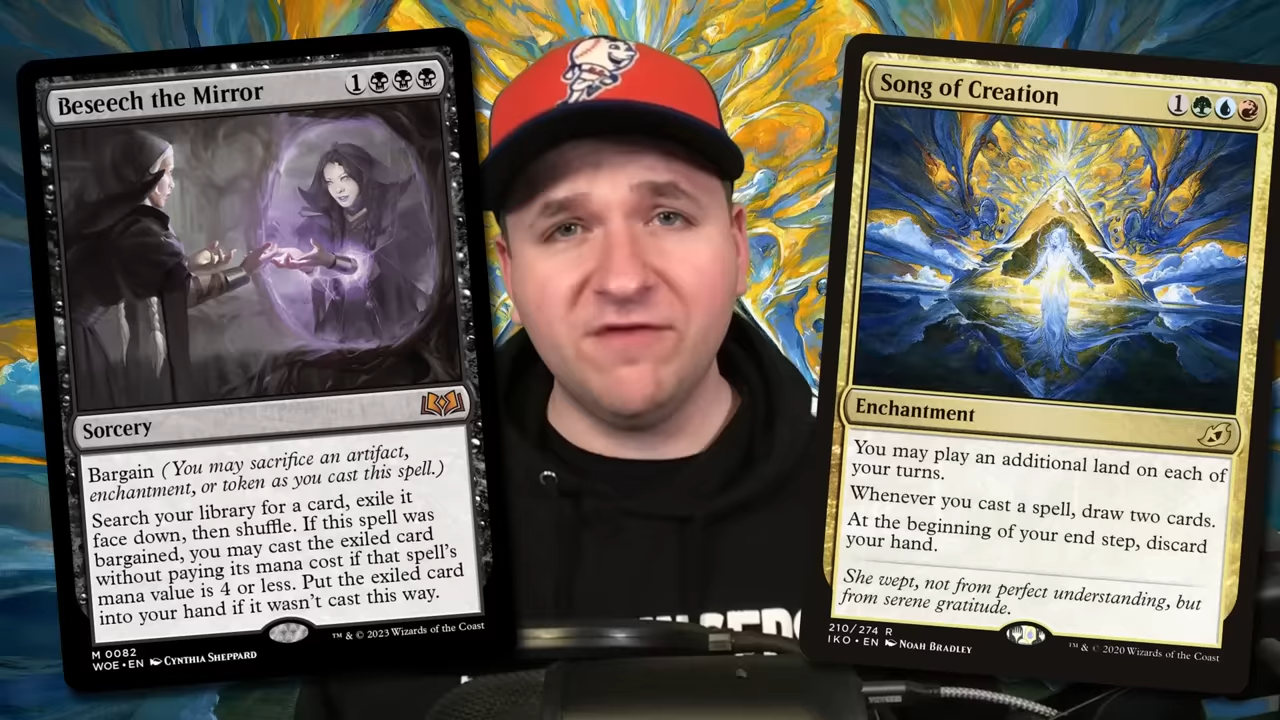 Beseech the Mirror
1
Sorcery
Bargain (You may sacrifice an artifact,
enchantment, or token as you cast this spell.)
Search your library for a card, exile it
face down, then shuffle. If this spell was
bargained, you may cast the exiled card
without paying its mana cost if that spell's
mana value is 4 or less. Put the exiled card
into your hand if it wasn't cast this way.
M 0082
WOE • EN Cynthia Sheppard
™ & © 2023 Wizards of the Coast
Song of Creation
1
Enchantment
You may play an additional land on each of
your turns.
Whenever you cast a spell, draw two cards.
At the beginning of your end step, discard
your hand.
She wept, not from perfect understanding, but
from serene gratitude.
210/274 R
IKO • EN Noah Bradley
™ & © 2020 Wizards of the Coast